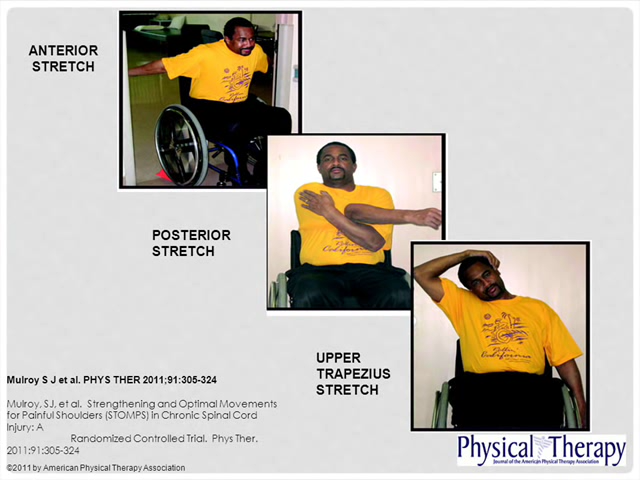 ANTERIOR
STRETCH
POSTERIOR
STRETCH
UPPER
TRAPEZIUS
STRETCH
Mulroy S J et al. PHYS THER 2011;91:305-324
Mulroy, SJ, et al. Strengthening and Optimal Movements
for Painful Shoulders (STOMPS) in Chronic Spinal Cord
Injury: A
Randomized Controlled Trial. Phys Ther.
2011;91:305-324
©2011 by American Physical Therapy Association
Physical Therapy
Journal of the American Physical Therapy Association
California
California